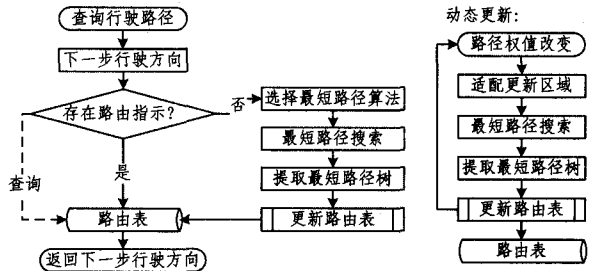 查询行驶路径
下一步行驶方向
存在路由指示?
否
选择最短路径算法
最短路径搜索
提取最短路径树
更新路由表
是
查询
路由表
返回下一步行驶方向
动态更新:
路径权值改变
适配更新区域
最短路径搜索
提取最短路径树
更新路由表
路由表